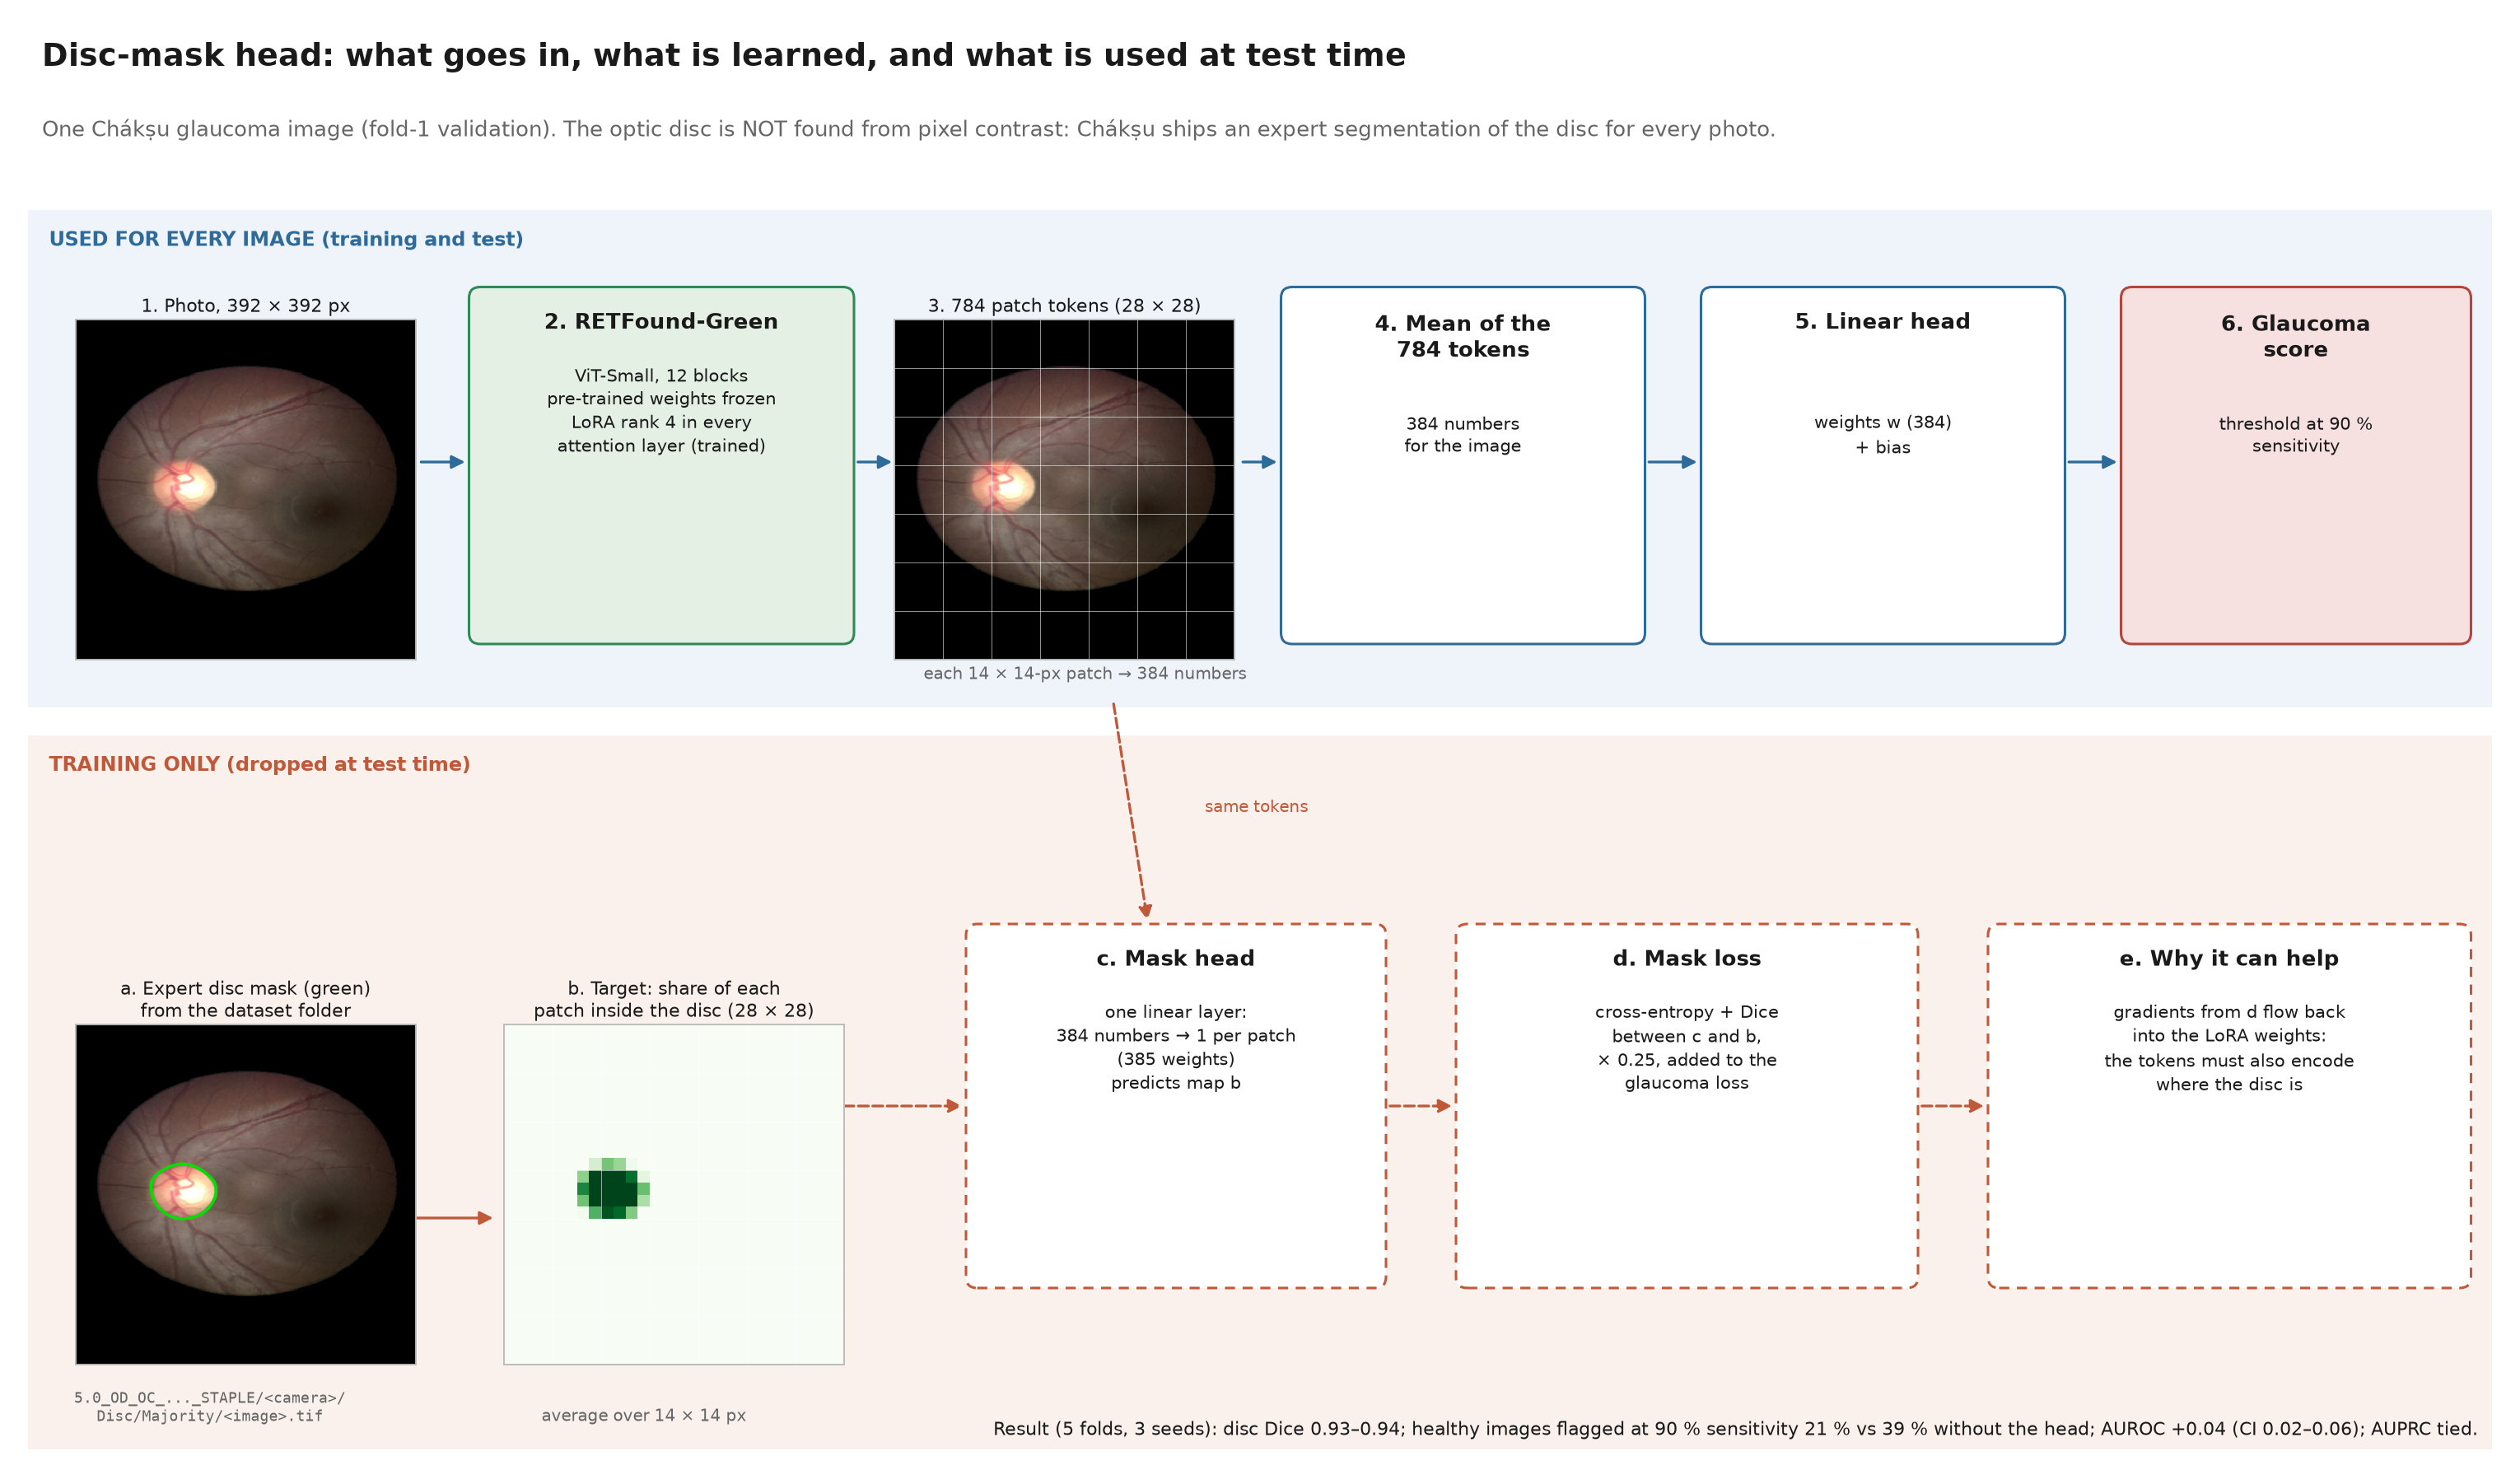 Disc-mask head: what goes in, what is learned, and what is used at test time
One Chákṣu glaucoma image (fold-1 validation). The optic disc is NOT found from pixel contrast: Chákṣu ships an expert segmentation of the disc for every photo.
USED FOR EVERY IMAGE (training and test)
1. Photo, 392 × 392 px
2. RETFound-Green
ViT-Small, 12 blocks
pre-trained weights frozen
LoRA rank 4 in every
attention layer (trained)
3. 784 patch tokens (28 × 28)
each 14 × 14-px patch → 384 numbers
4. Mean of the
784 tokens
384 numbers
for the image
5. Linear head
weights w (384)
+ bias
6. Glaucoma
score
threshold at 90 %
sensitivity
TRAINING ONLY (dropped at test time)
same tokens
a. Expert disc mask (green)
from the dataset folder
5.0_OD_OC_..._STAPLE/<camera>/
Disc/Majority/<image>.tif
b. Target: share of each
patch inside the disc (28 × 28)
average over 14 × 14 px
c. Mask head
one linear layer:
384 numbers → 1 per patch
(385 weights)
predicts map b
d. Mask loss
cross-entropy + Dice
between c and b,
× 0.25, added to the
glaucoma loss
e. Why it can help
gradients from d flow back
into the LoRA weights:
the tokens must also encode
where the disc is
Result (5 folds, 3 seeds): disc Dice 0.93–0.94; healthy images flagged at 90 % sensitivity 21 % vs 39 % without the head; AUROC +0.04 (CI 0.02–0.06); AUPRC tied.